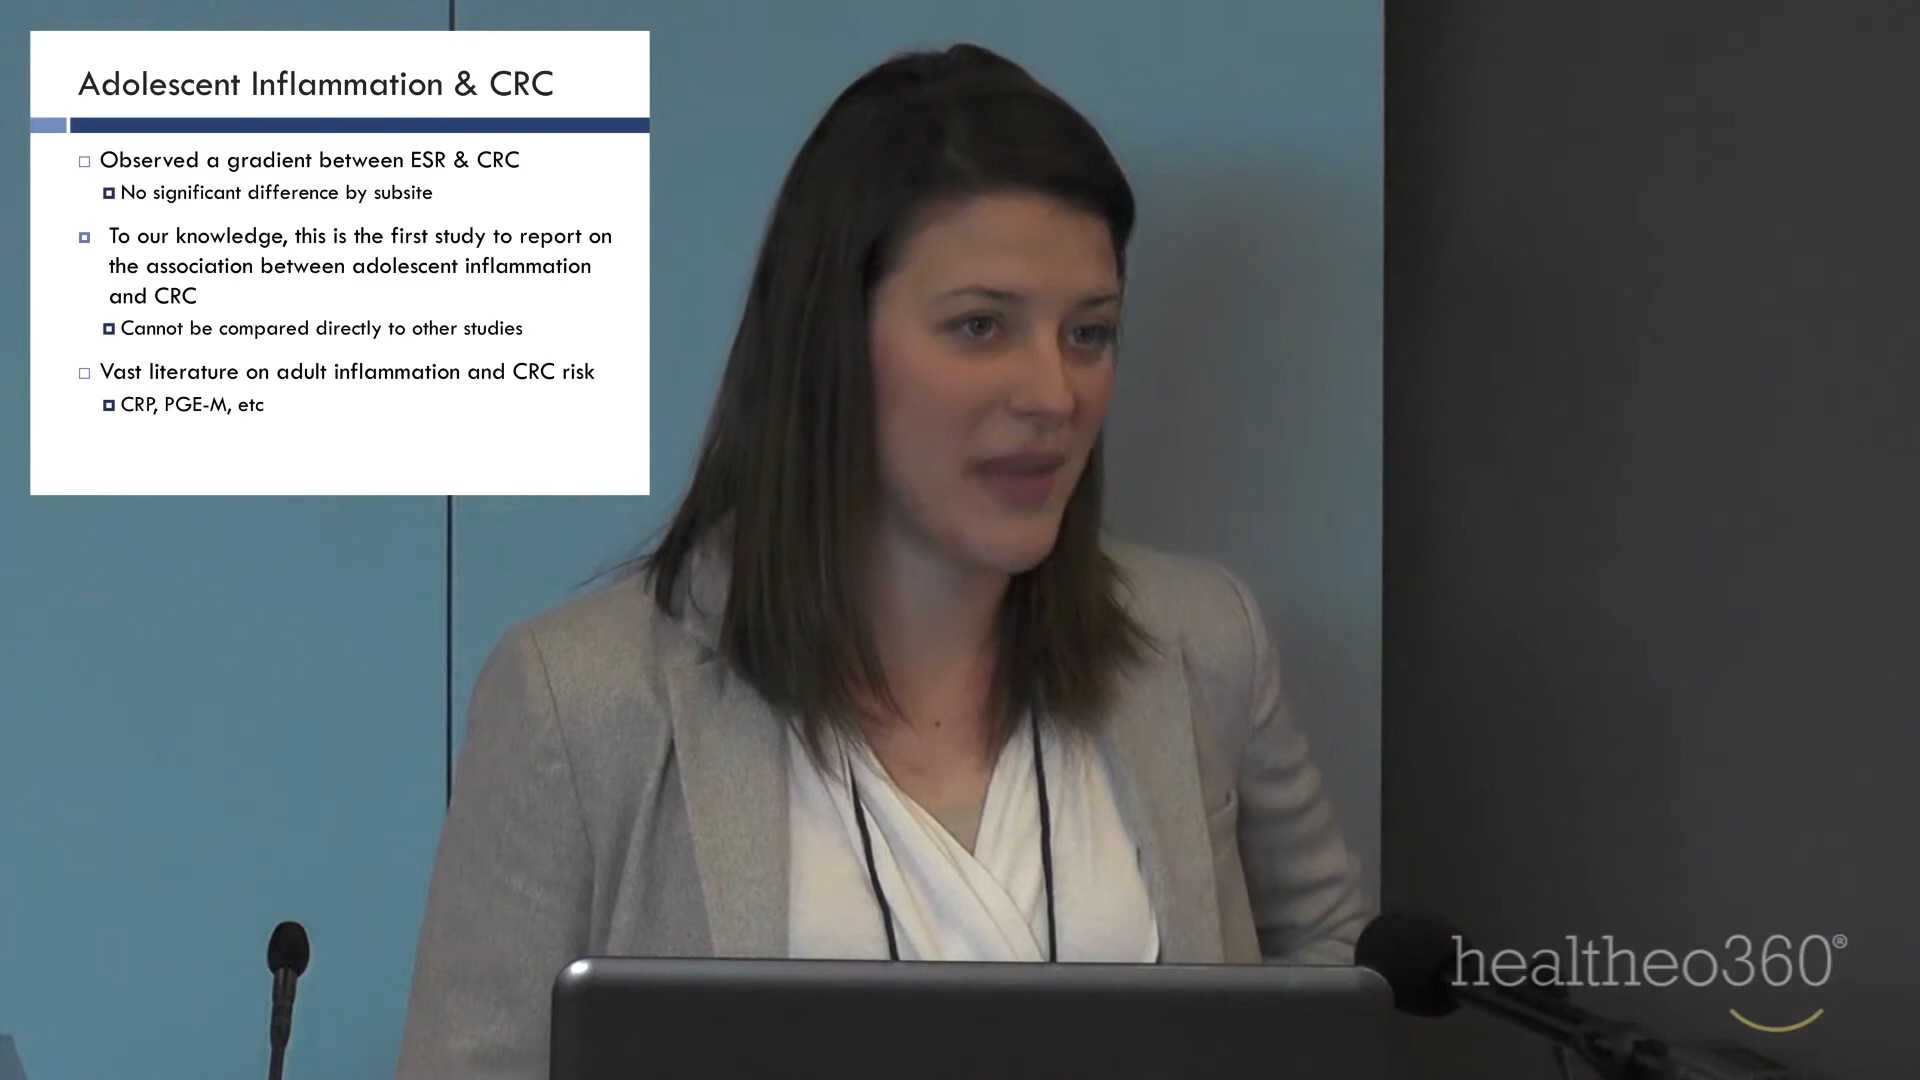 Adolescent Inflammation & CRC
Observed a gradient between ESR & CRC
No significant difference by subsite
To our knowledge, this is the first study to report on
the association between adolescent inflammation
and CRC
Cannot be compared directly to other studies
Vast literature on adult inflammation and CRC risk
CRP, PGE-M, etc
healtheo360®